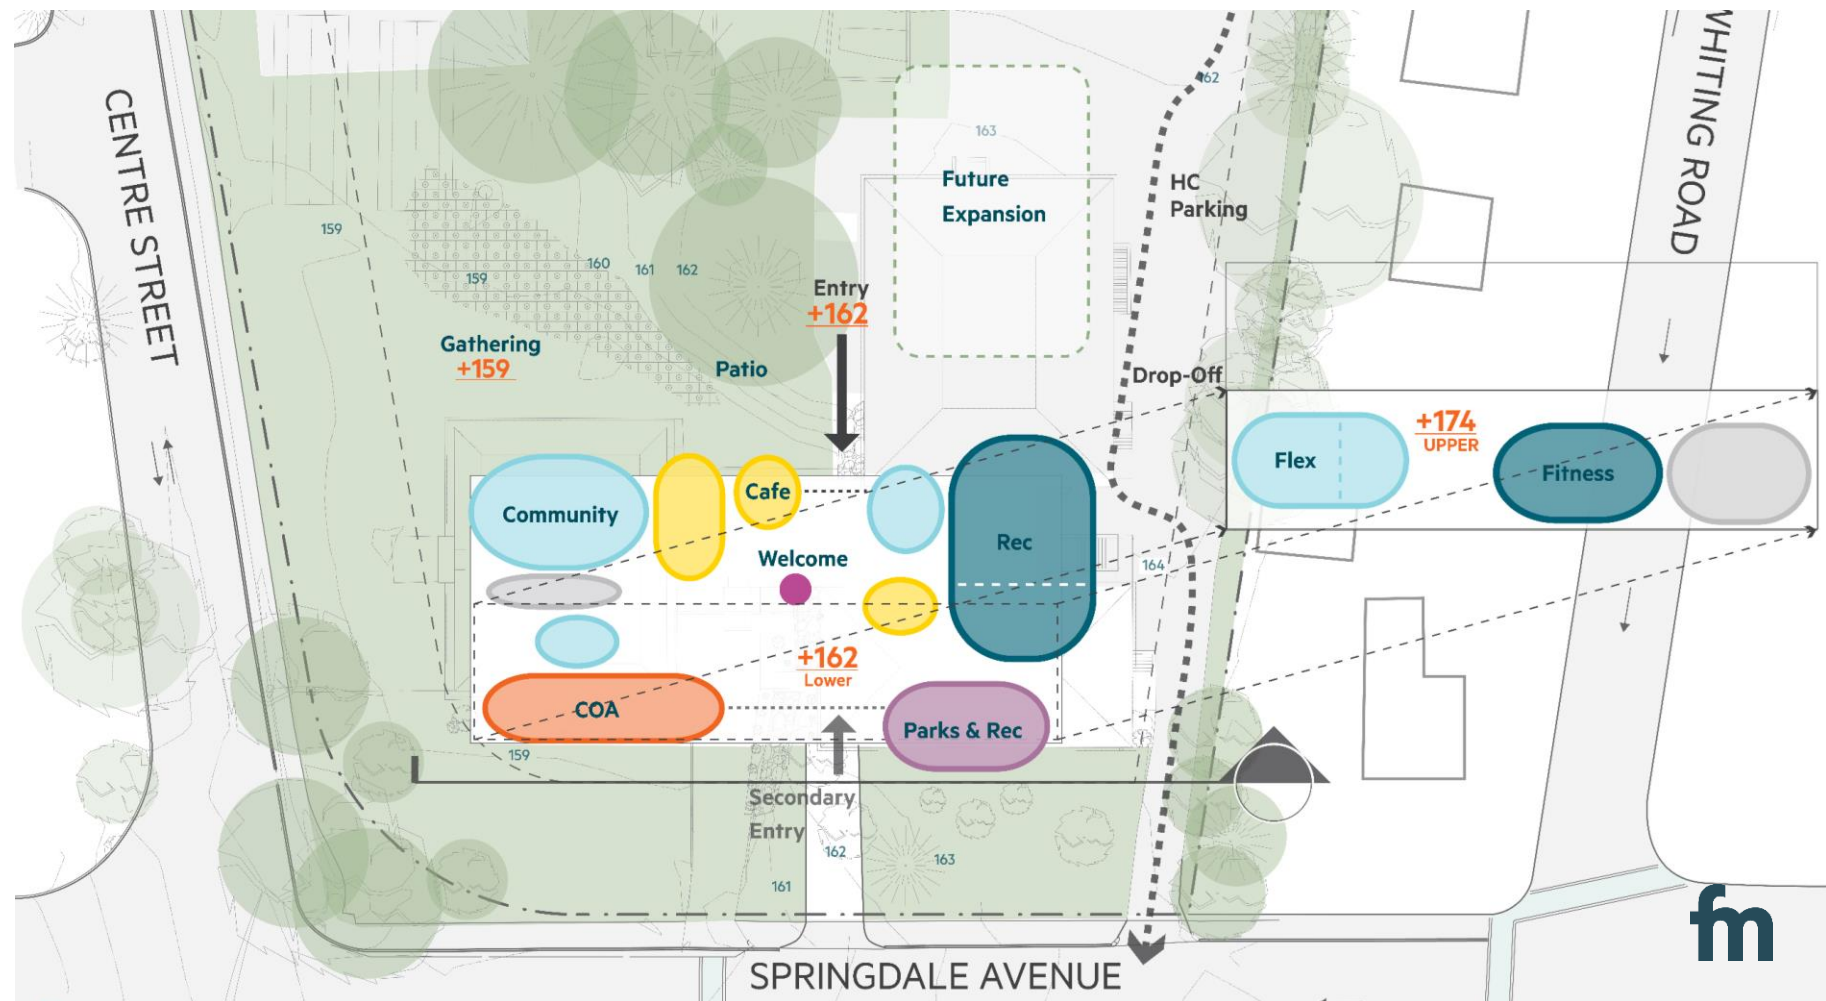 CENTRE STREET
WHITING ROAD
162
163
Future
Expansion
HC
Parking
159
160
161
162
159
Entry
+162
Gathering
+159
Patio
Drop-Off
+174
UPPER
Flex
Fitness
Cafe
Community
Rec
Welcome
164
+162
Lower
COA
Parks & Rec
159
Secondary
Entry
162
163
161
fm
SPRINGDALE AVENUE